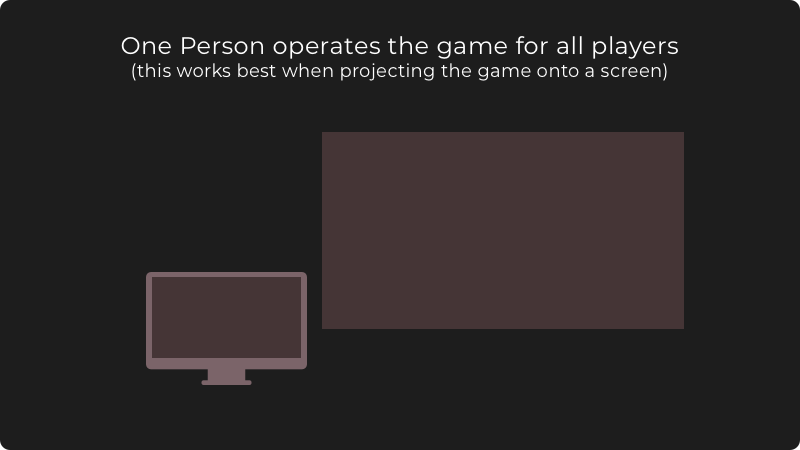 One Person operates the game for all players
(this works best when projecting the game onto a screen)